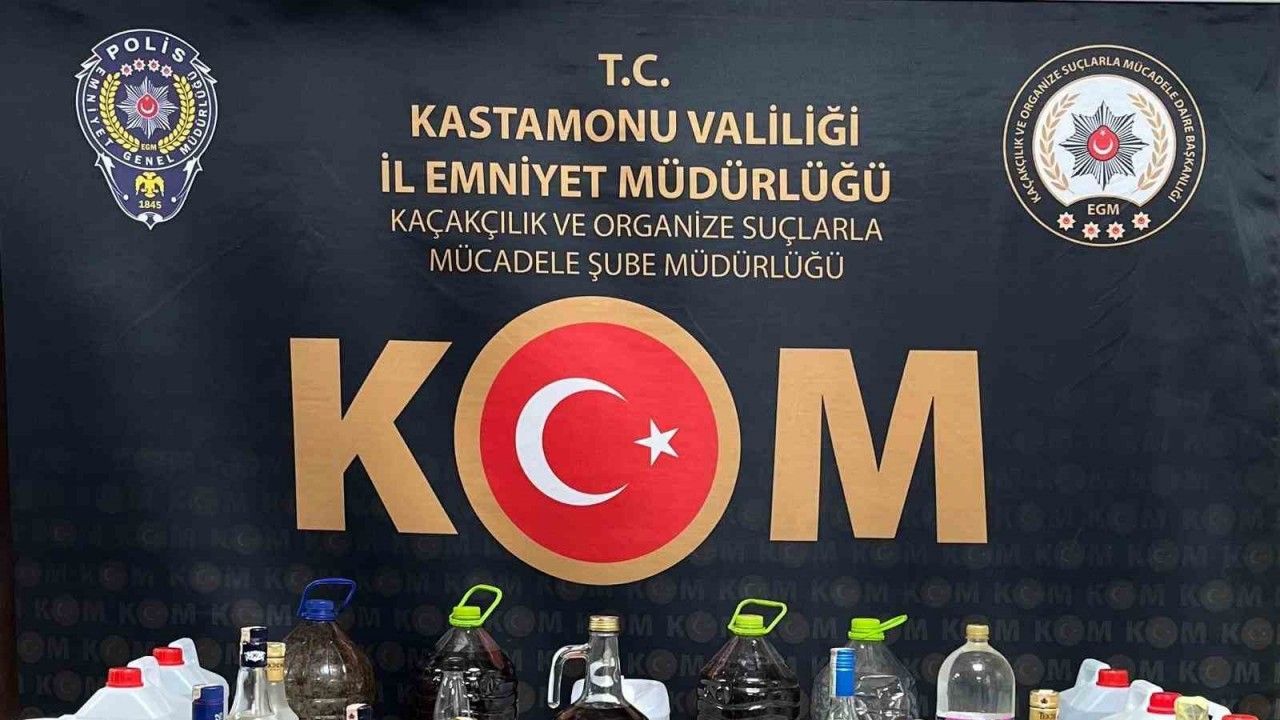 POLİS
EMNİYET GENEL MÜDÜRLÜĞÜ
EGM
1845
T.C.
KASTAMONU VALİLİĞİ
İL EMNİYET MÜDÜRLÜĞÜ
KAÇAKÇILIK VE ORGANİZE SUÇLARLA
MÜCADELE ŞUBE MÜDÜRLÜĞÜ
KAÇAKÇILIK VE ORGANİZE SUÇLARLA MÜCADELE DAİRE BAŞKANLIĞI
EGM
KOM